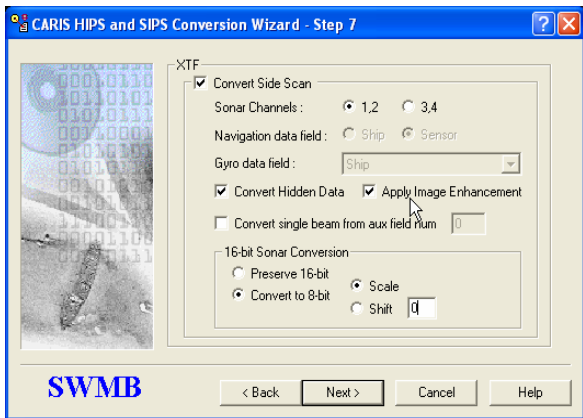 CARIS HIPS and SIPS Conversion Wizard - Step 7
XTF
Convert Side Scan
Sonar Channels : 1,2 3,4
Navigation data field : Ship Sensor
Gyro data field : Ship
Convert Hidden Data Apply Image Enhancement
Convert single beam from aux field num 0
16-bit Sonar Conversion
Preserve 16-bit
Scale
Convert to 8-bit
Shift 0
SWMB
< Back Next > Cancel Help